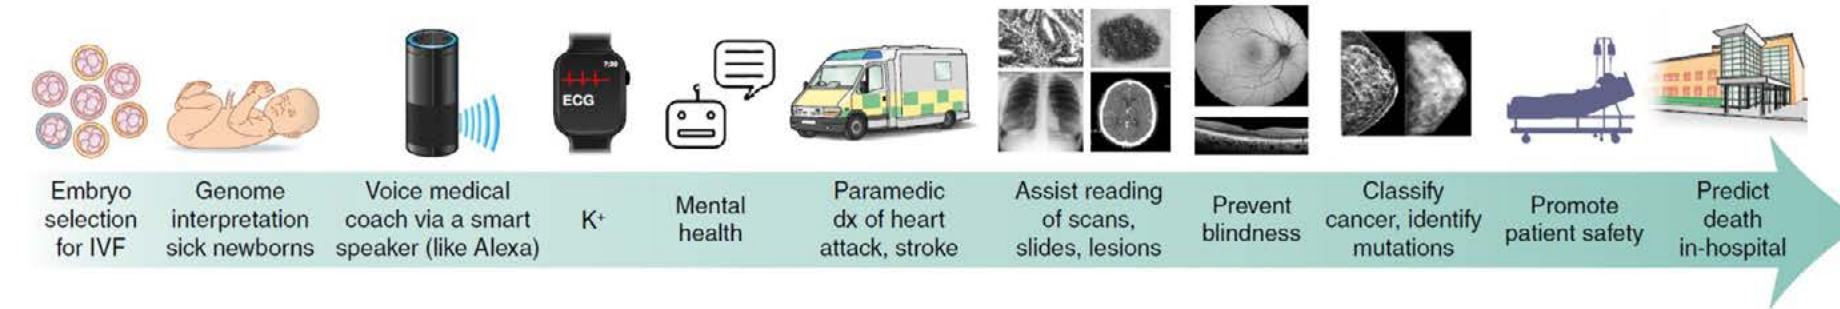 7:30
ECG
Embryo
selection
for IVF
Genome
interpretation
sick newborns
Voice medical
coach via a smart
speaker (like Alexa)
K⁺
Mental
health
Paramedic
dx of heart
attack, stroke
Assist reading
of scans,
slides, lesions
Prevent
blindness
Classify
cancer, identify
mutations
Promote
patient safety
Predict
death
in-hospital